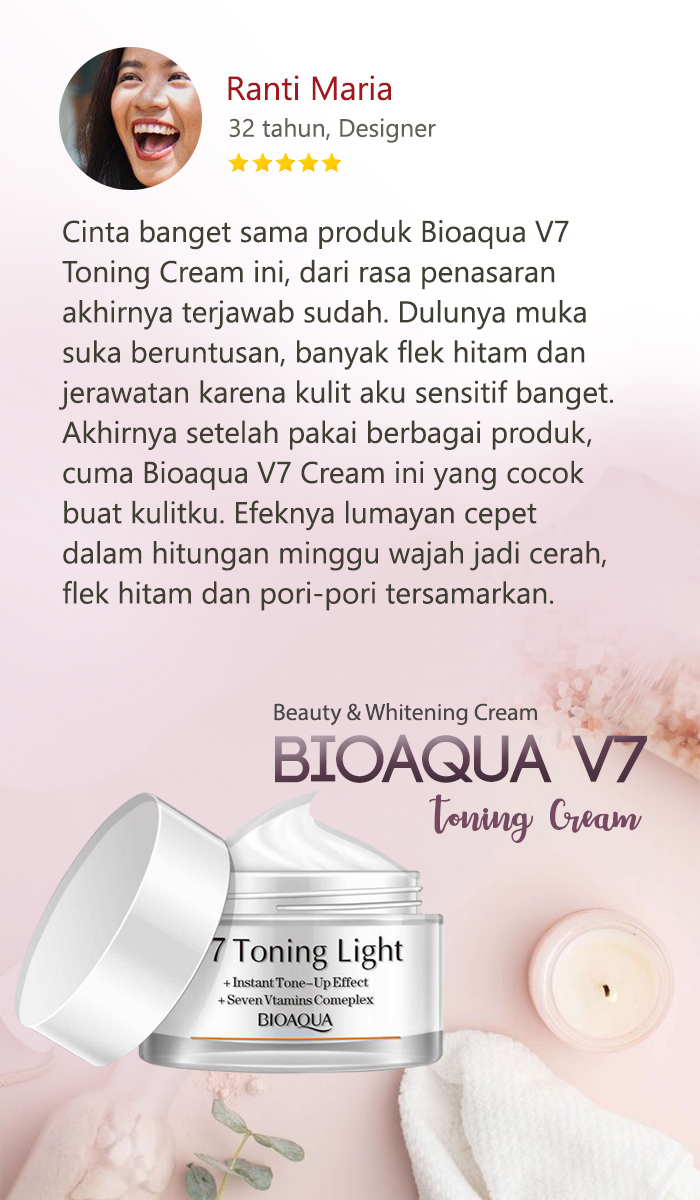 Ranti Maria
32 tahun, Designer
Cinta banget sama produk Bioaqua V7
Toning Cream ini, dari rasa penasaran
akhirnya terjawab sudah. Dulunya muka
suka beruntusan, banyak flek hitam dan
jerawatan karena kulit aku sensitif banget.
Akhirnya setelah pakai berbagai produk,
cuma Bioaqua V7 Cream ini yang cocok
buat kulitku. Efeknya lumayan cepet
dalam hitungan minggu wajah jadi cerah,
flek hitam dan pori-pori tersamarkan.
Beauty & Whitening Cream
BIOAQUA V7
Toning Cream
7 Toning Light
+Instant Tone-Up Effect
+Seven Vtamins Comeplex
BIOAQUA